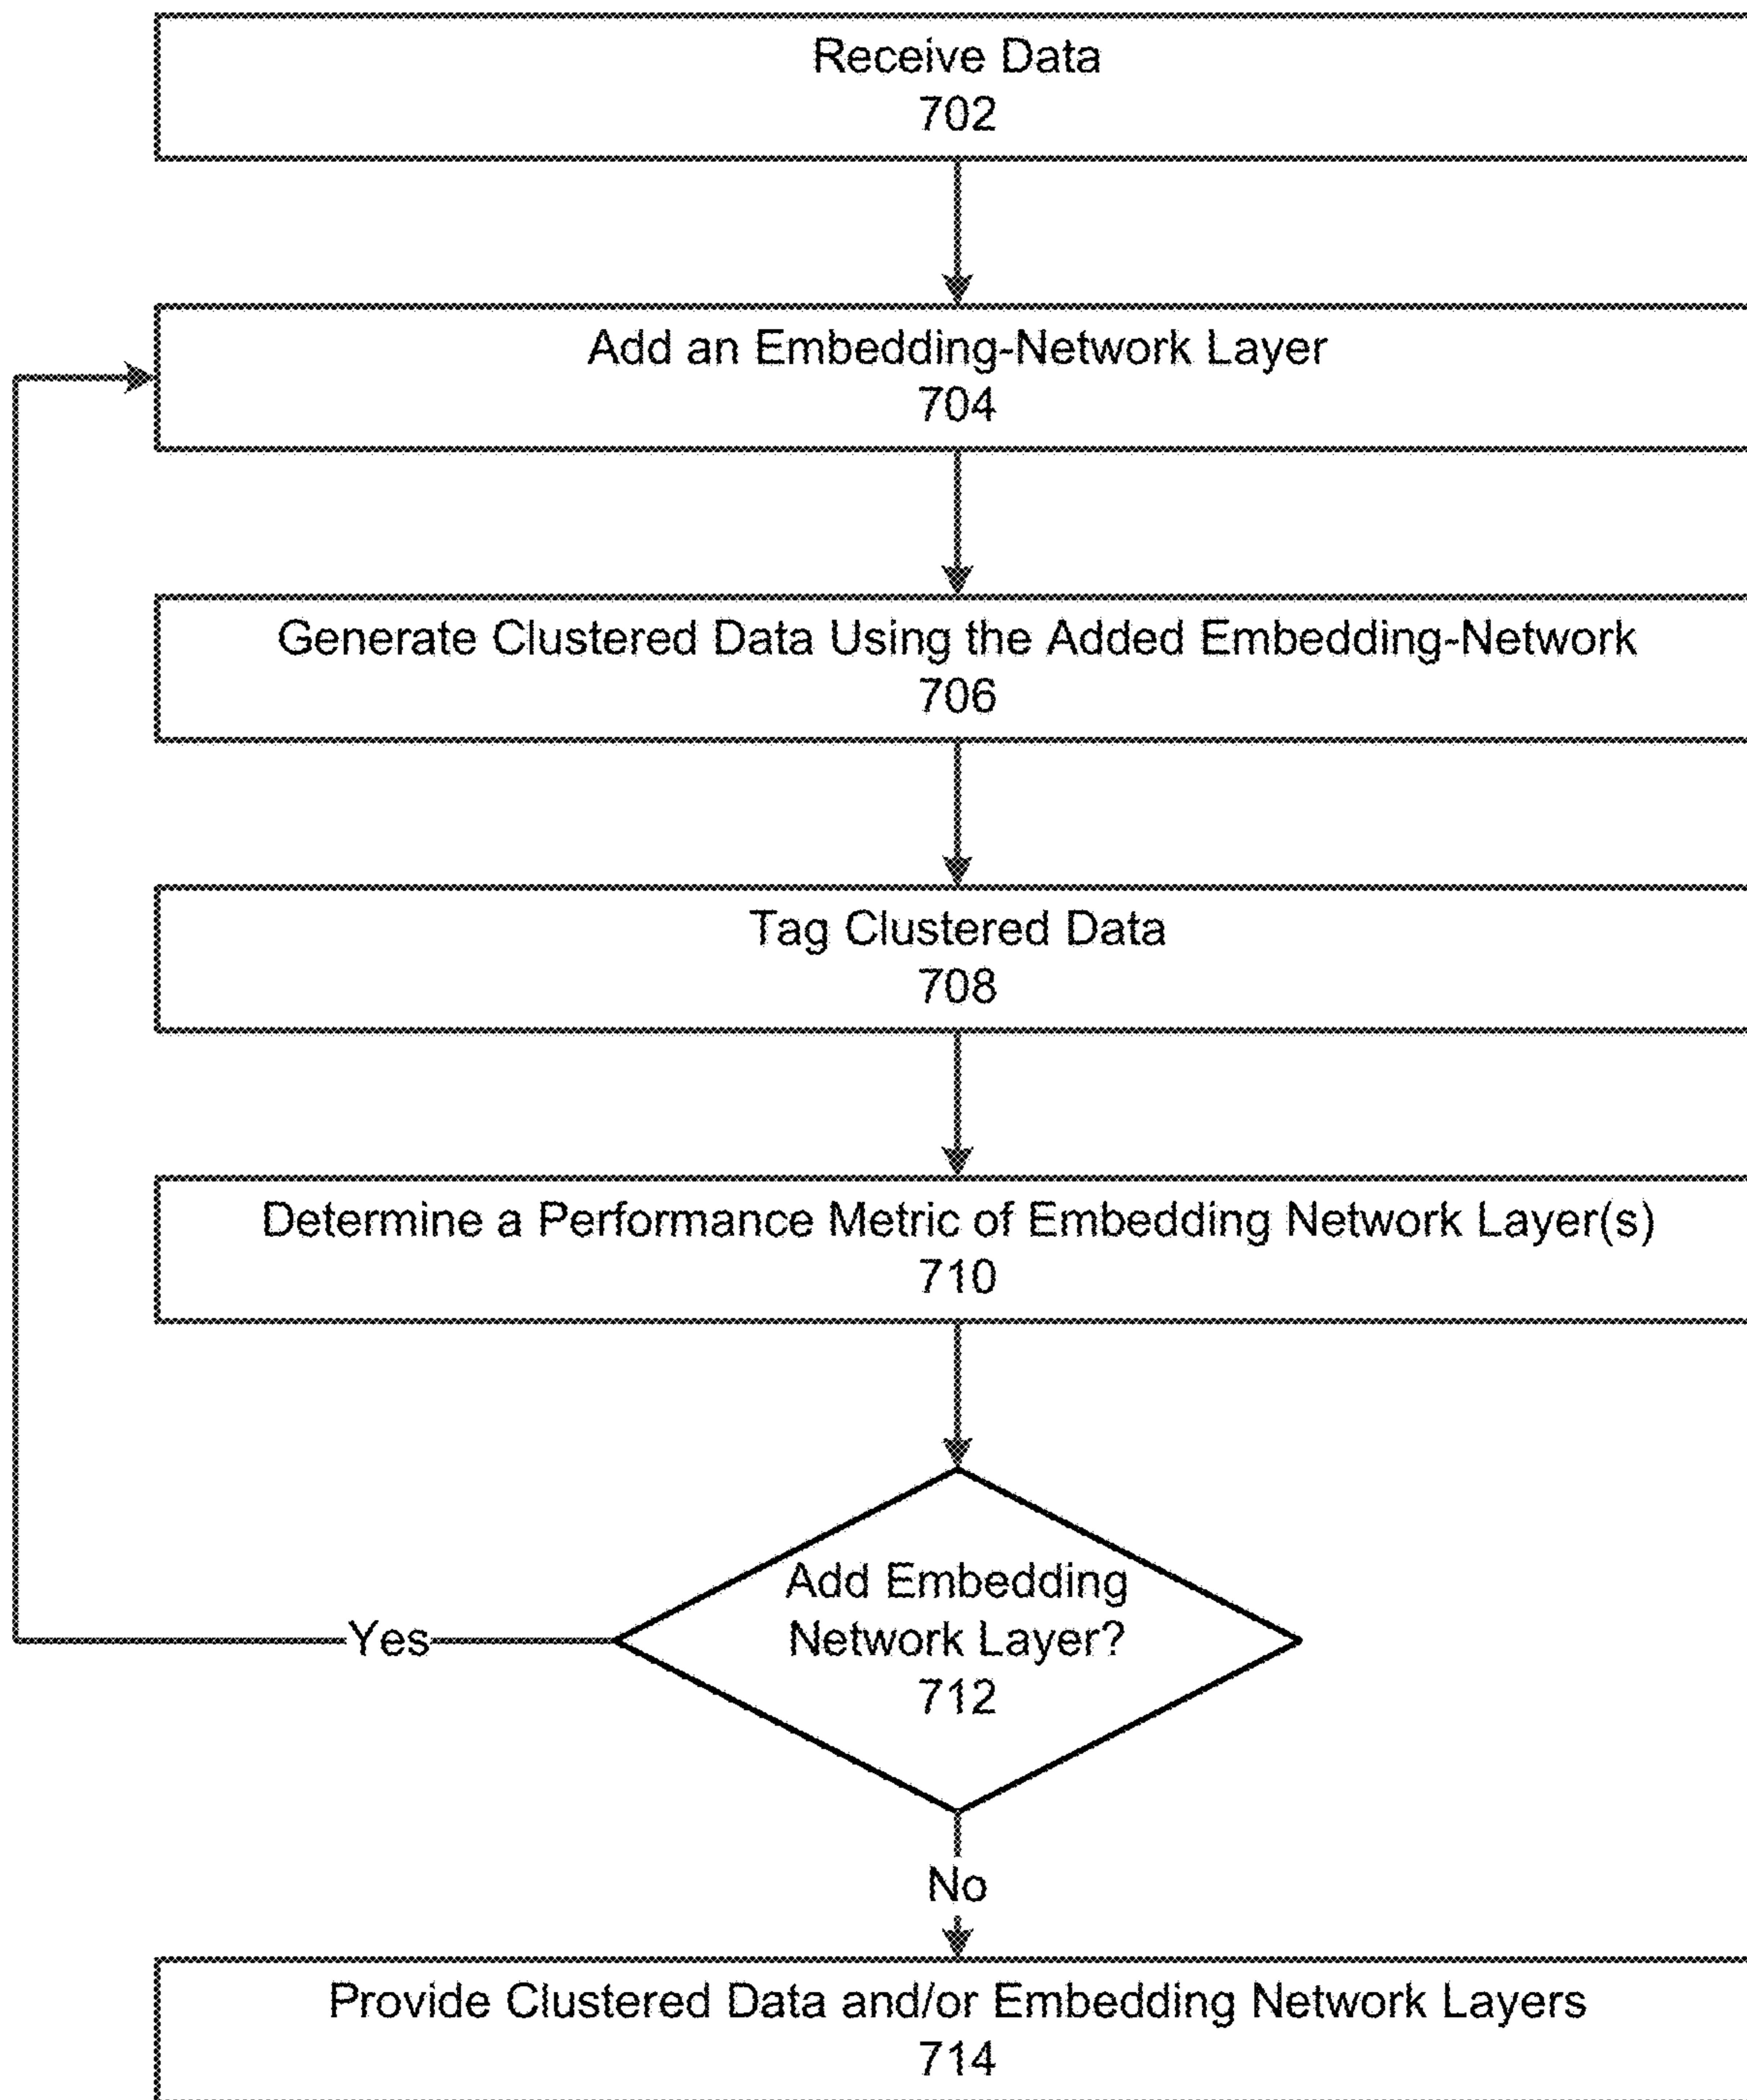 Receive Data
702
Add an Embedding-Network Layer
704
Generate Clustered Data Using the Added Embedding-Network
706
Tag Clustered Data
708
Determine a Performance Metric of Embedding Network Layer(s)
710
Add Embedding
Network Layer?
712
Yes
No
Provide Clustered Data and/or Embedding Network Layers
714